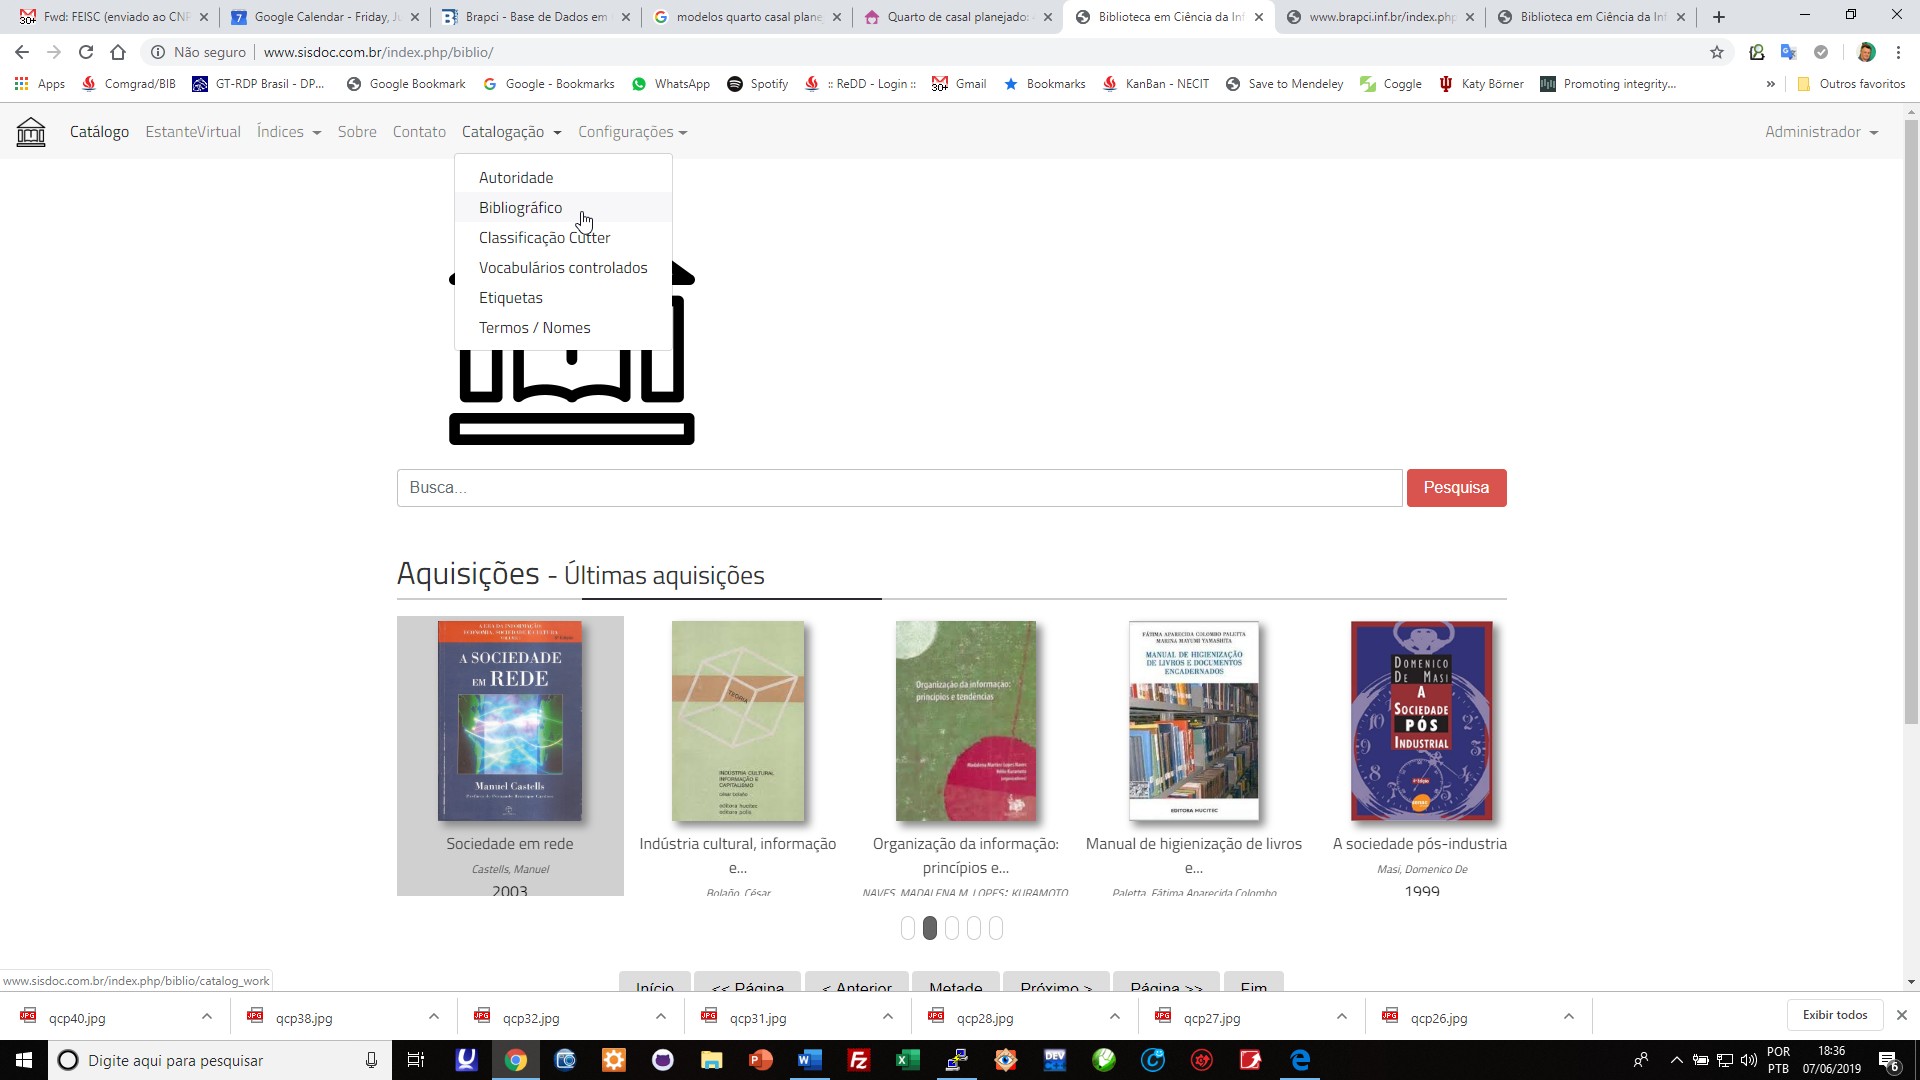 Fwd: FEISC (enviado ao CNP
Google Calendar - Friday, Ju
Brapci - Base de Dados em
modelos quarto casal plane
Quarto de casal planejado:
Biblioteca em Ciência da Inf
www.brapci.inf.br/index.php
Biblioteca em Ciência da Inf
Não seguro
www.sisdoc.com.br/index.php/biblio/
Apps
Comgrad/BIB
GT-RDP Brasil - DP...
Google Bookmark
Google - Bookmarks
WhatsApp
Spotify
:: ReDD - Login ::
Gmail
Bookmarks
KanBan - NECIT
Save to Mendeley
Coggle
Katy Börner
Promoting integrity...
»
Outros favoritos
Catálogo
EstanteVirtual
Índices
Sobre
Contato
Catalogação
Configurações
Administrador
Autoridade
Bibliográfico
Classificação Cutter
Vocabulários controlados
Etiquetas
Termos / Nomes
Busca...
Pesquisa
Aquisições - Últimas aquisições
A SOCIEDADE
EM REDE
Manuel Castells
TEORIA
INDÚSTRIA CULTURAL,
INFORMAÇÃO E
CAPITALISMO
césar bolaño
editora hucitec
editora polis
Organização da informação:
princípios e tendências
FÁTIMA APARECIDA COLOMBO PALETTA
MARINA MAYUMI YAMASHITA
MANUAL DE HIGIENIZAÇÃO
DE LIVROS E DOCUMENTOS
ENCADERNADOS
EDITORA HUCITEC
DOMENICO
DE MASI
A
SOCIEDADE
PÓS
INDUSTRIAL
Sociedade em rede
Castells, Manuel
2003
Indústria cultural, informação
e...
Bolaño, César
Organização da informação:
princípios e...
NAVES, MADALENA M. LOPES; KURAMOTO
Manual de higienização de livros
e...
Paletta, Fátima Aparecida Colombo
A sociedade pós-industria
Masi, Domenico De
1999
www.sisdoc.com.br/index.php/biblio/catalog_work
Início
<< Página
< Anterior
Metade
Próximo >
Página >>
Fim
qcp40.jpg
qcp38.jpg
qcp32.jpg
qcp31.jpg
qcp28.jpg
qcp27.jpg
qcp26.jpg
Exibir todos
Digite aqui para pesquisar
POR
PTB
18:36
07/06/2019
6